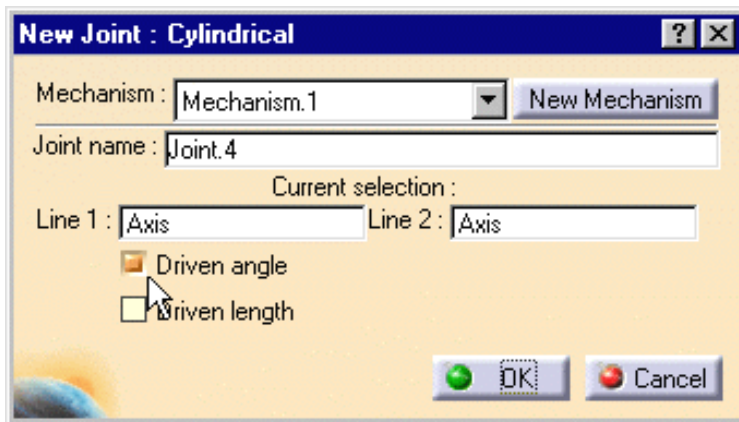 New Joint : Cylindrical ? X
Mechanism : Mechanism.1 New Mechanism
Joint name : Joint.4
Current selection :
Line 1 : Axis Line 2 : Axis
Driven angle
Driven length
OK Cancel